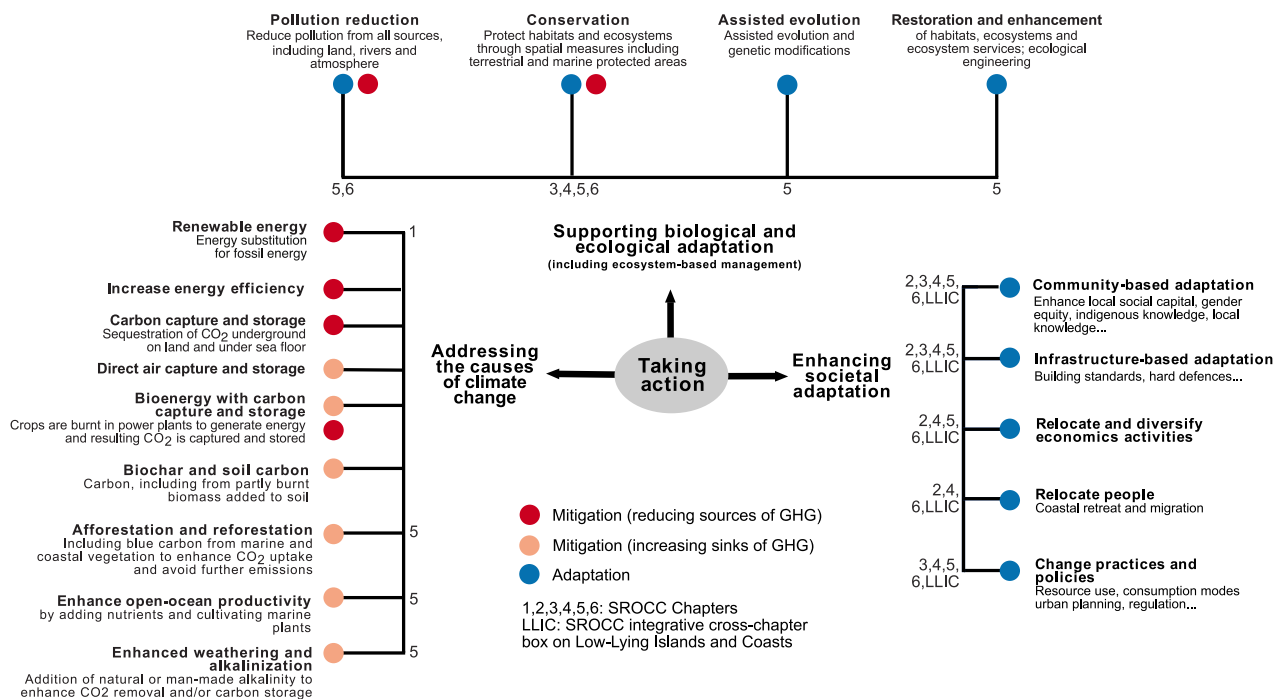 Pollution reduction
Reduce pollution from all sources,
including land, rivers and
atmosphere
Conservation
Protect habitats and ecosystems
through spatial measures including
terrestrial and marine protected areas
Assisted evolution
Assisted evolution and
genetic modifications
Restoration and enhancement
of habitats, ecosystems and
ecosystem services; ecological
engineering
5,6
3,4,5,6
5
5
Renewable energy
Energy substitution
for fossil energy
1
Increase energy efficiency
Carbon capture and storage
Sequestration of CO2 underground
on land and under sea floor
Direct air capture and storage
Bioenergy with carbon
capture and storage
Crops are burnt in power plants to generate energy
and resulting CO2 is captured and stored
Biochar and soil carbon
Carbon, including from partly burnt
biomass added to soil
Afforestation and reforestation
Including blue carbon from marine and
coastal vegetation to enhance CO2 uptake
and avoid further emissions
5
Enhance open-ocean productivity
by adding nutrients and cultivating marine
plants
5
Enhanced weathering and
alkalinization
Addition of natural or man-made alkalinity to
enhance CO2 removal and/or carbon storage
5
Supporting biological and
ecological adaptation
(including ecosystem-based management)
Addressing
the causes
of climate
change
Taking
action
Enhancing
societal
adaptation
Mitigation (reducing sources of GHG)
Mitigation (increasing sinks of GHG)
Adaptation
1,2,3,4,5,6: SROCC Chapters
LLIC: SROCC integrative cross-chapter
box on Low-Lying Islands and Coasts
2,3,4,5,
6,LLIC
Community-based adaptation
Enhance local social capital, gender
equity, indigenous knowledge, local
knowledge...
2,3,4,5,
6,LLIC
Infrastructure-based adaptation
Building standards, hard defences...
2,4,5,
6,LLIC
Relocate and diversify
economics activities
2,4,
6,LLIC
Relocate people
Coastal retreat and migration
3,4,5,
6,LLIC
Change practices and
policies
Resource use, consumption modes
urban planning, regulation...